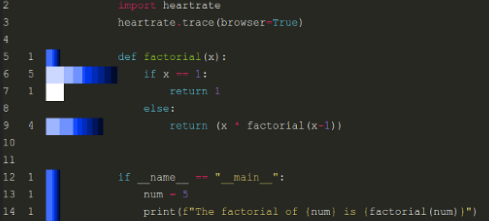 2 import heartrate
3 heartrate.trace(browser=True)
4
5 1 def factorial(x):
6 5 if x == 1:
7 1 return 1
8 else:
9 4 return (x * factorial(x-1))
10
11
12 1 if __name__ == "__main__":
13 1 num = 5
14 1 print(f"The factorial of {num} is {factorial(num)}")